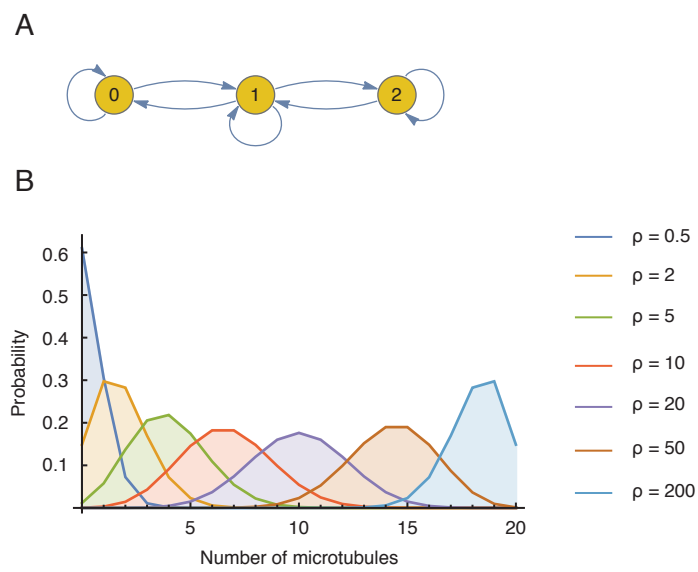 A
0
1
2
B
0.6
0.5
0.4
0.3
0.2
0.1
Probability
5
10
15
20
Number of microtubules
ρ = 0.5
ρ = 2
ρ = 5
ρ = 10
ρ = 20
ρ = 50
ρ = 200